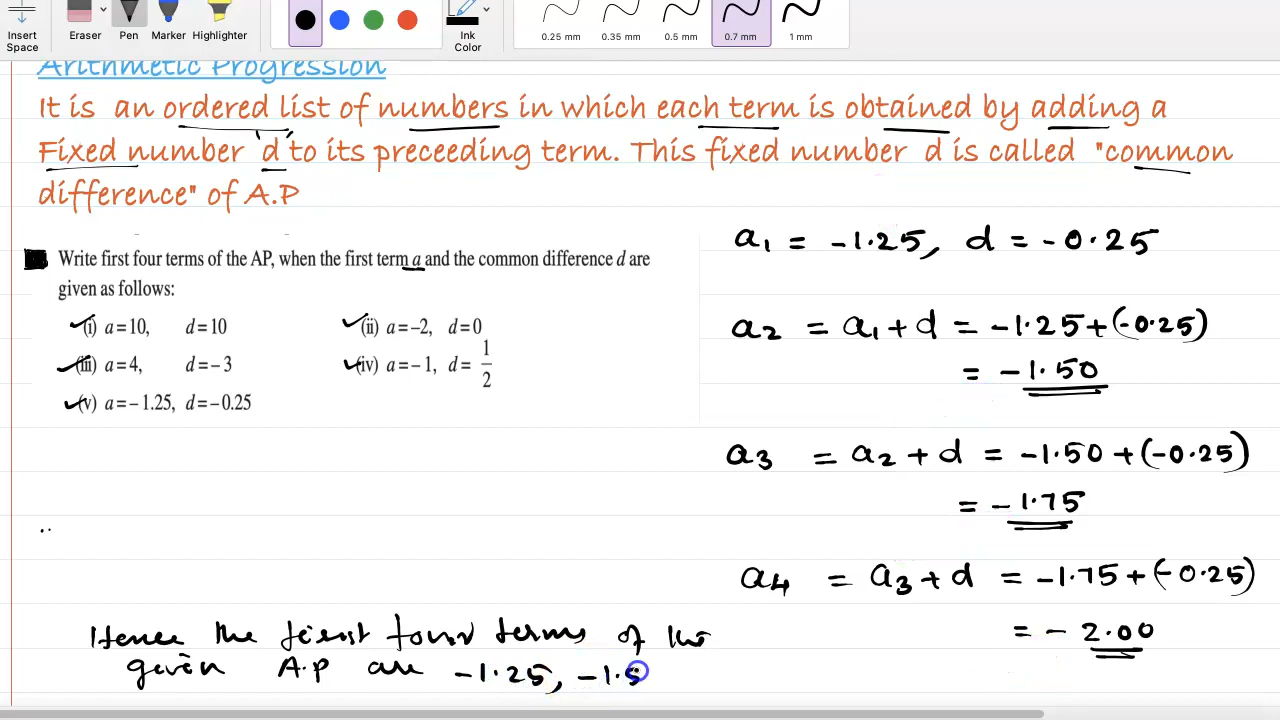 Insert Space
Eraser
Pen
Marker
Highlighter
Ink Color
0.25 mm
0.35 mm
0.5 mm
0.7 mm
1 mm
Arithmetic Progression
It is an ordered list of numbers in which each term is obtained by adding a
Fixed number 'd' to its preceeding term. This fixed number d is called "common
difference" of A.P
Write first four terms of the AP, when the first term a and the common difference d are
given as follows:
(i) a = 10, d = 10 (ii) a = –2, d = 0
(iii) a = 4, d = – 3 (iv) a = – 1, d = 1/2
(v) a = – 1.25, d = – 0.25
a1 = -1.25, d = -0.25
a2 = a1 + d = -1.25 + (-0.25)
= -1.50
a3 = a2 + d = -1.50 + (-0.25)
= -1.75
a4 = a3 + d = -1.75 + (-0.25)
= - 2.00
Hence the first four terms of the
given A.P are -1.25, -1.5